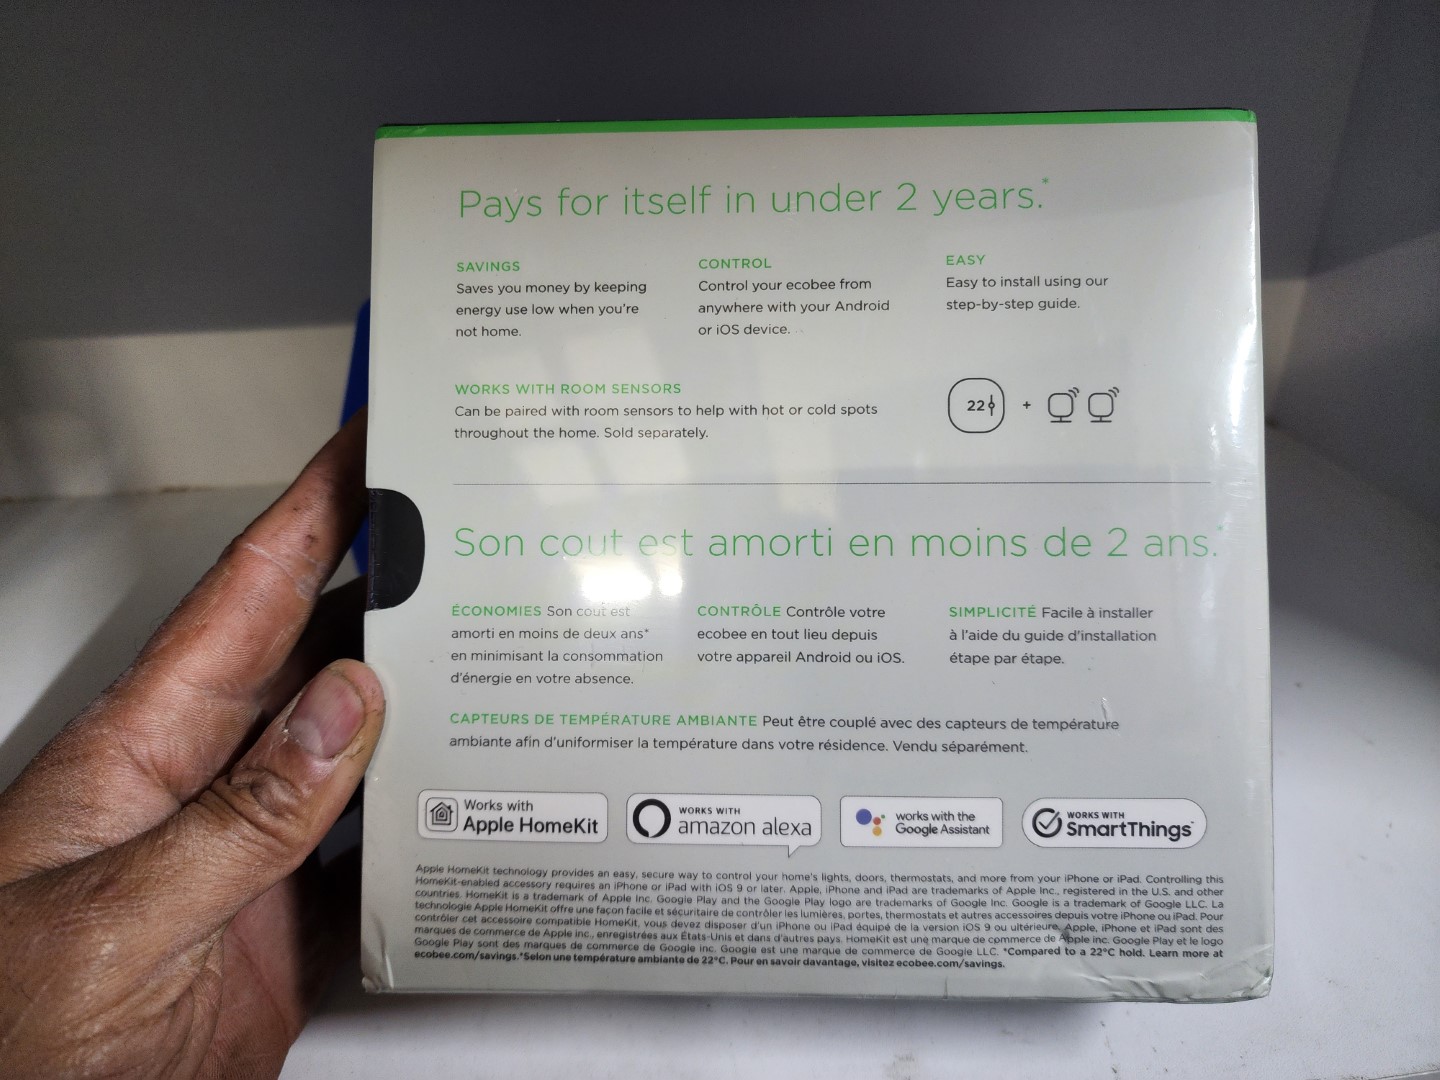 Pays for itself in under 2 years.*
SAVINGS
Saves you money by keeping
energy use low when you're
not home.
CONTROL
Control your ecobee from
anywhere with your Android
or iOS device.
EASY
Easy to install using our
step-by-step guide.
WORKS WITH ROOM SENSORS
Can be paired with room sensors to help with hot or cold spots
throughout the home. Sold separately.
22
+
Son cout est amorti en moins de 2 ans.*
ÉCONOMIES Son cout est
amorti en moins de deux ans*
en minimisant la consommation
d'énergie en votre absence.
CONTRÔLE Contrôle votre
ecobee en tout lieu depuis
votre appareil Android ou iOS.
SIMPLICITÉ Facile à installer
à l'aide du guide d'installation
étape par étape.
CAPTEURS DE TEMPÉRATURE AMBIANTE Peut être couplé avec des capteurs de température
ambiante afin d'uniformiser la température dans votre résidence. Vendu séparément.
Works with
Apple HomeKit
WORKS WITH
amazon alexa
works with the
Google Assistant
WORKS WITH
SmartThings™
Apple HomeKit technology provides an easy, secure way to control your home's lights, doors, thermostats, and more from your iPhone or iPad. Controlling this
HomeKit-enabled accessory requires an iPhone or iPad with iOS 9 or later. Apple, iPhone and iPad are trademarks of Apple Inc., registered in the U.S. and other
countries. HomeKit is a trademark of Apple Inc. Google Play and the Google Play logo are trademarks of Google Inc. Google is a trademark of Google LLC. La
technologie Apple HomeKit offre une façon facile et sécuritaire de contrôler les lumières, portes, thermostats et autres accessoires depuis votre iPhone ou iPad. Pour
contrôler cet accessoire compatible HomeKit, vous devez disposer d'un iPhone ou iPad équipé de la version iOS 9 ou ultérieure. Apple, iPhone et iPad sont des
marques de commerce de Apple inc., enregistrées aux États-Unis et dans d'autres pays. HomeKit est une marque de commerce de Apple inc. Google Play et le logo
Google Play sont des marques de commerce de Google inc. Google est une marque de commerce de Google LLC. *Compared to a 22°C hold. Learn more at
ecobee.com/savings.*Selon une température ambiante de 22°C. Pour en savoir davantage, visitez ecobee.com/savings.